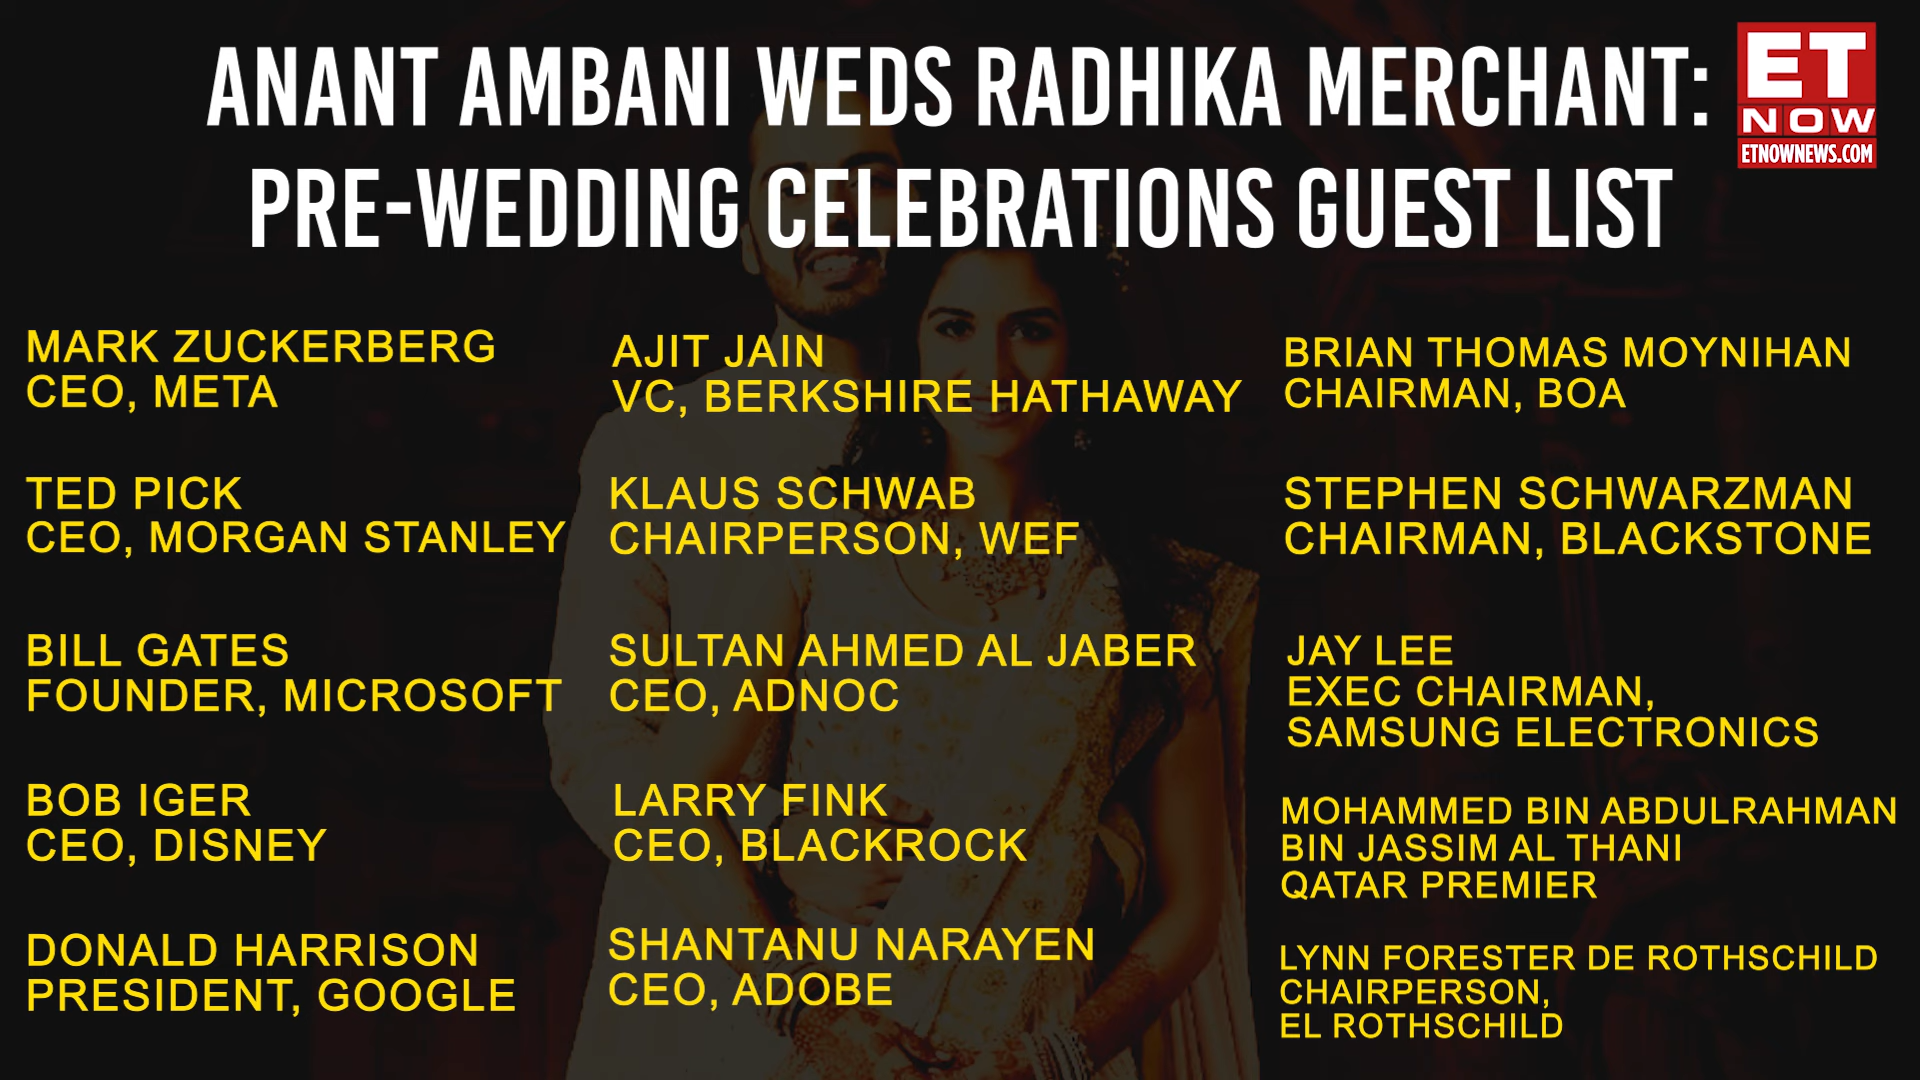 ANANT AMBANI WEDS RADHIKA MERCHANT:
PRE-WEDDING CELEBRATIONS GUEST LIST
ET
NOW
ETNOWNEWS.COM
MARK ZUCKERBERG
CEO, META
TED PICK
CEO, MORGAN STANLEY
BILL GATES
FOUNDER, MICROSOFT
BOB IGER
CEO, DISNEY
DONALD HARRISON
PRESIDENT, GOOGLE
AJIT JAIN
VC, BERKSHIRE HATHAWAY
KLAUS SCHWAB
CHAIRPERSON, WEF
SULTAN AHMED AL JABER
CEO, ADNOC
LARRY FINK
CEO, BLACKROCK
SHANTANU NARAYEN
CEO, ADOBE
BRIAN THOMAS MOYNIHAN
CHAIRMAN, BOA
STEPHEN SCHWARZMAN
CHAIRMAN, BLACKSTONE
JAY LEE
EXEC CHAIRMAN,
SAMSUNG ELECTRONICS
MOHAMMED BIN ABDULRAHMAN
BIN JASSIM AL THANI
QATAR PREMIER
LYNN FORESTER DE ROTHSCHILD
CHAIRPERSON,
EL ROTHSCHILD